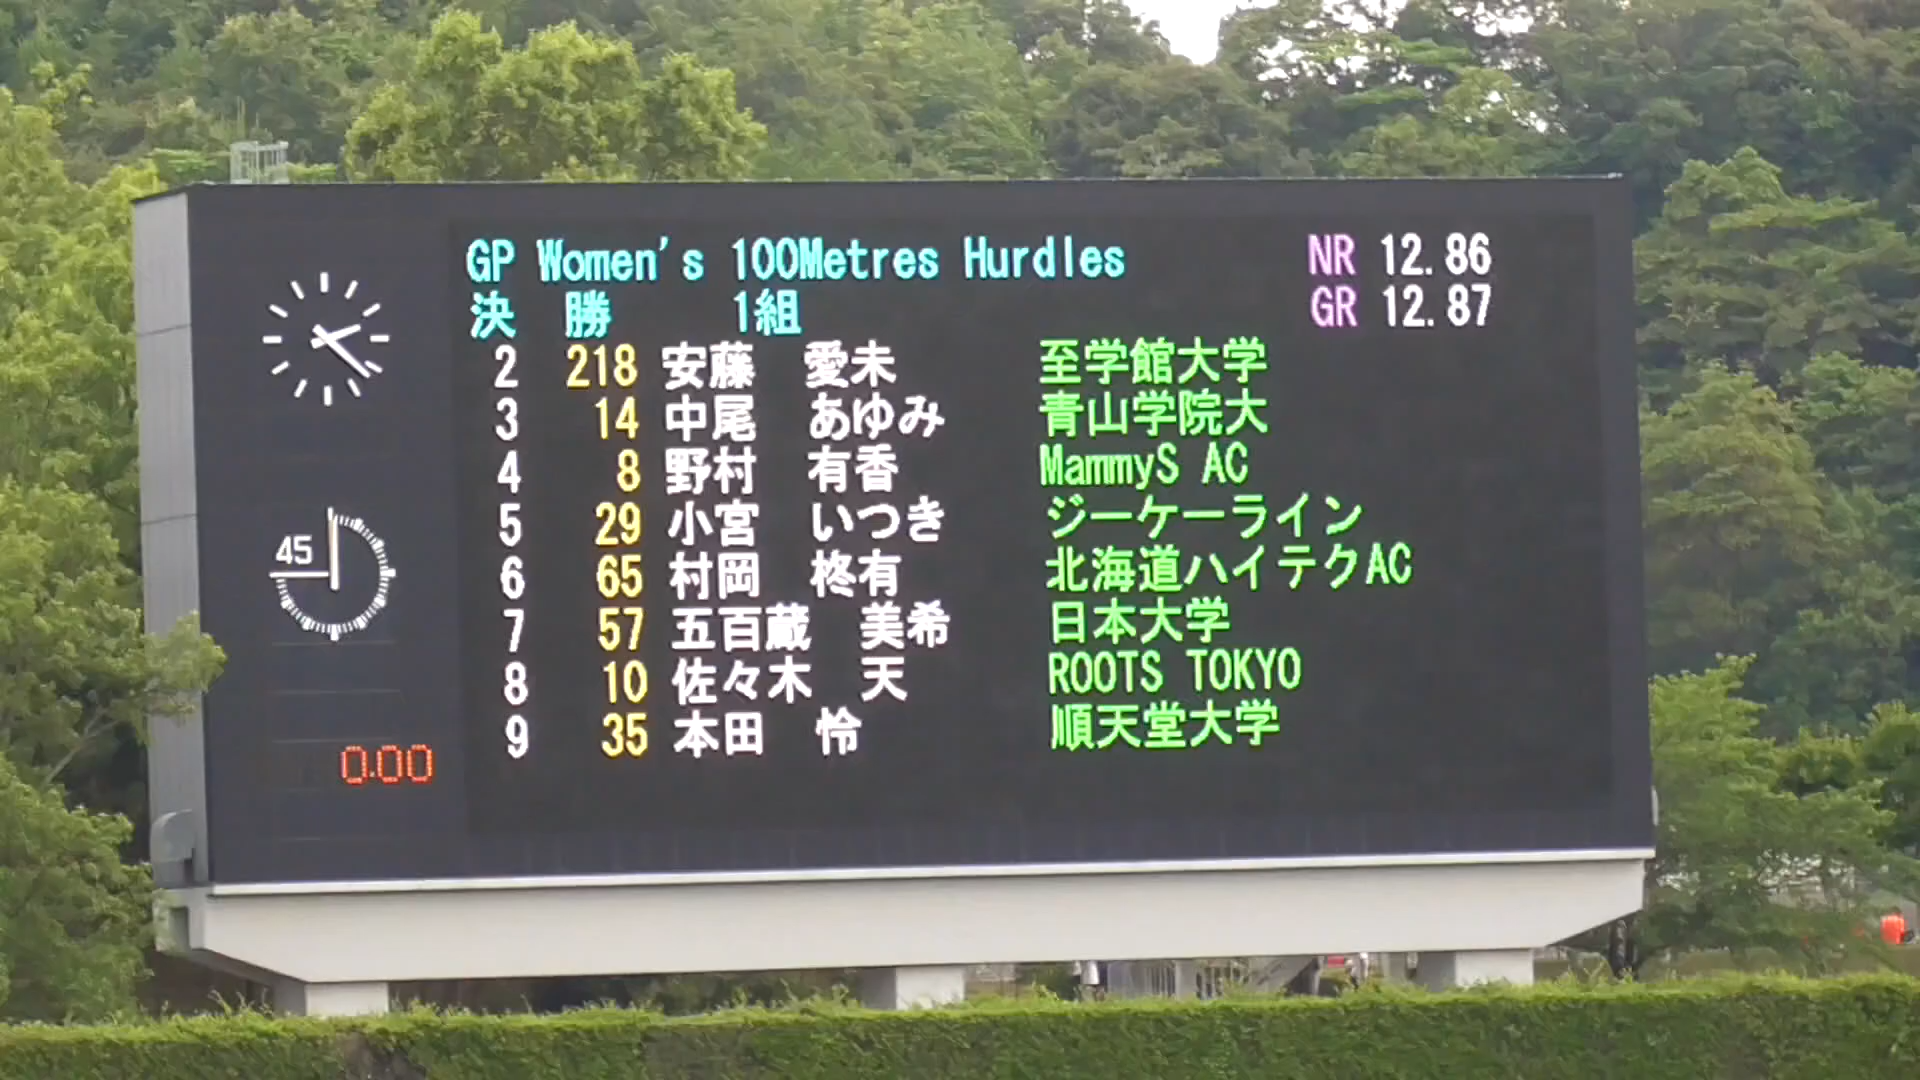 GP Women's 100Metres Hurdles NR 12.86
決 勝 1組 GR 12.87
2 218 安藤 愛未 至学館大学
3 14 中尾 あゆみ 青山学院大
4 8 野村 有香 MammyS AC
5 29 小宮 いつき ジーケーライン
6 65 村岡 柊有 北海道ハイテクAC
7 57 五百蔵 美希 日本大学
8 10 佐々木 天 ROOTS TOKYO
9 35 本田 怜 順天堂大学
45
0.00